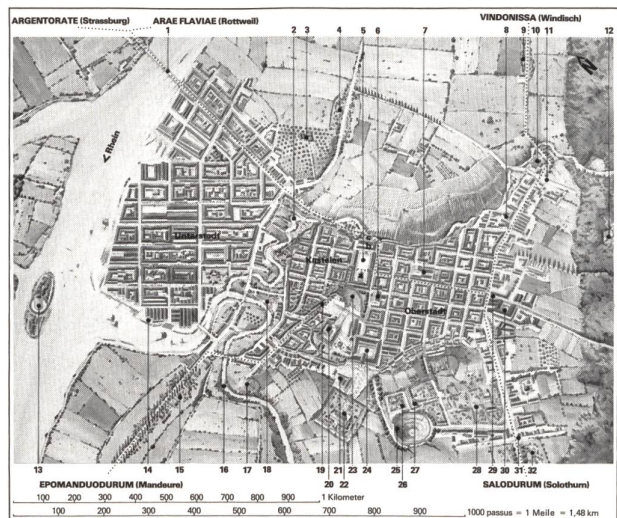 ARGENTORATE (Strassburg) ARAE FLAVIAE (Rottweil) VINDONISSA (Windisch)
1 2 3 4 5 6 7 8 9 10 11 12
Rhein
Unterstadt
Kastelen
Oberstadt
13 14 15 16 17 18 19 21 23 24 25 27 28 29 30 31 32
20 22 26
EPOMANDUODURUM (Mandeure) SALODURUM (Solothurn)
100 200 300 400 500 600 700 800 900 1 Kilometer
100 200 300 400 500 600 700 800 900 1000 passus = 1 Meile = 1,48 km